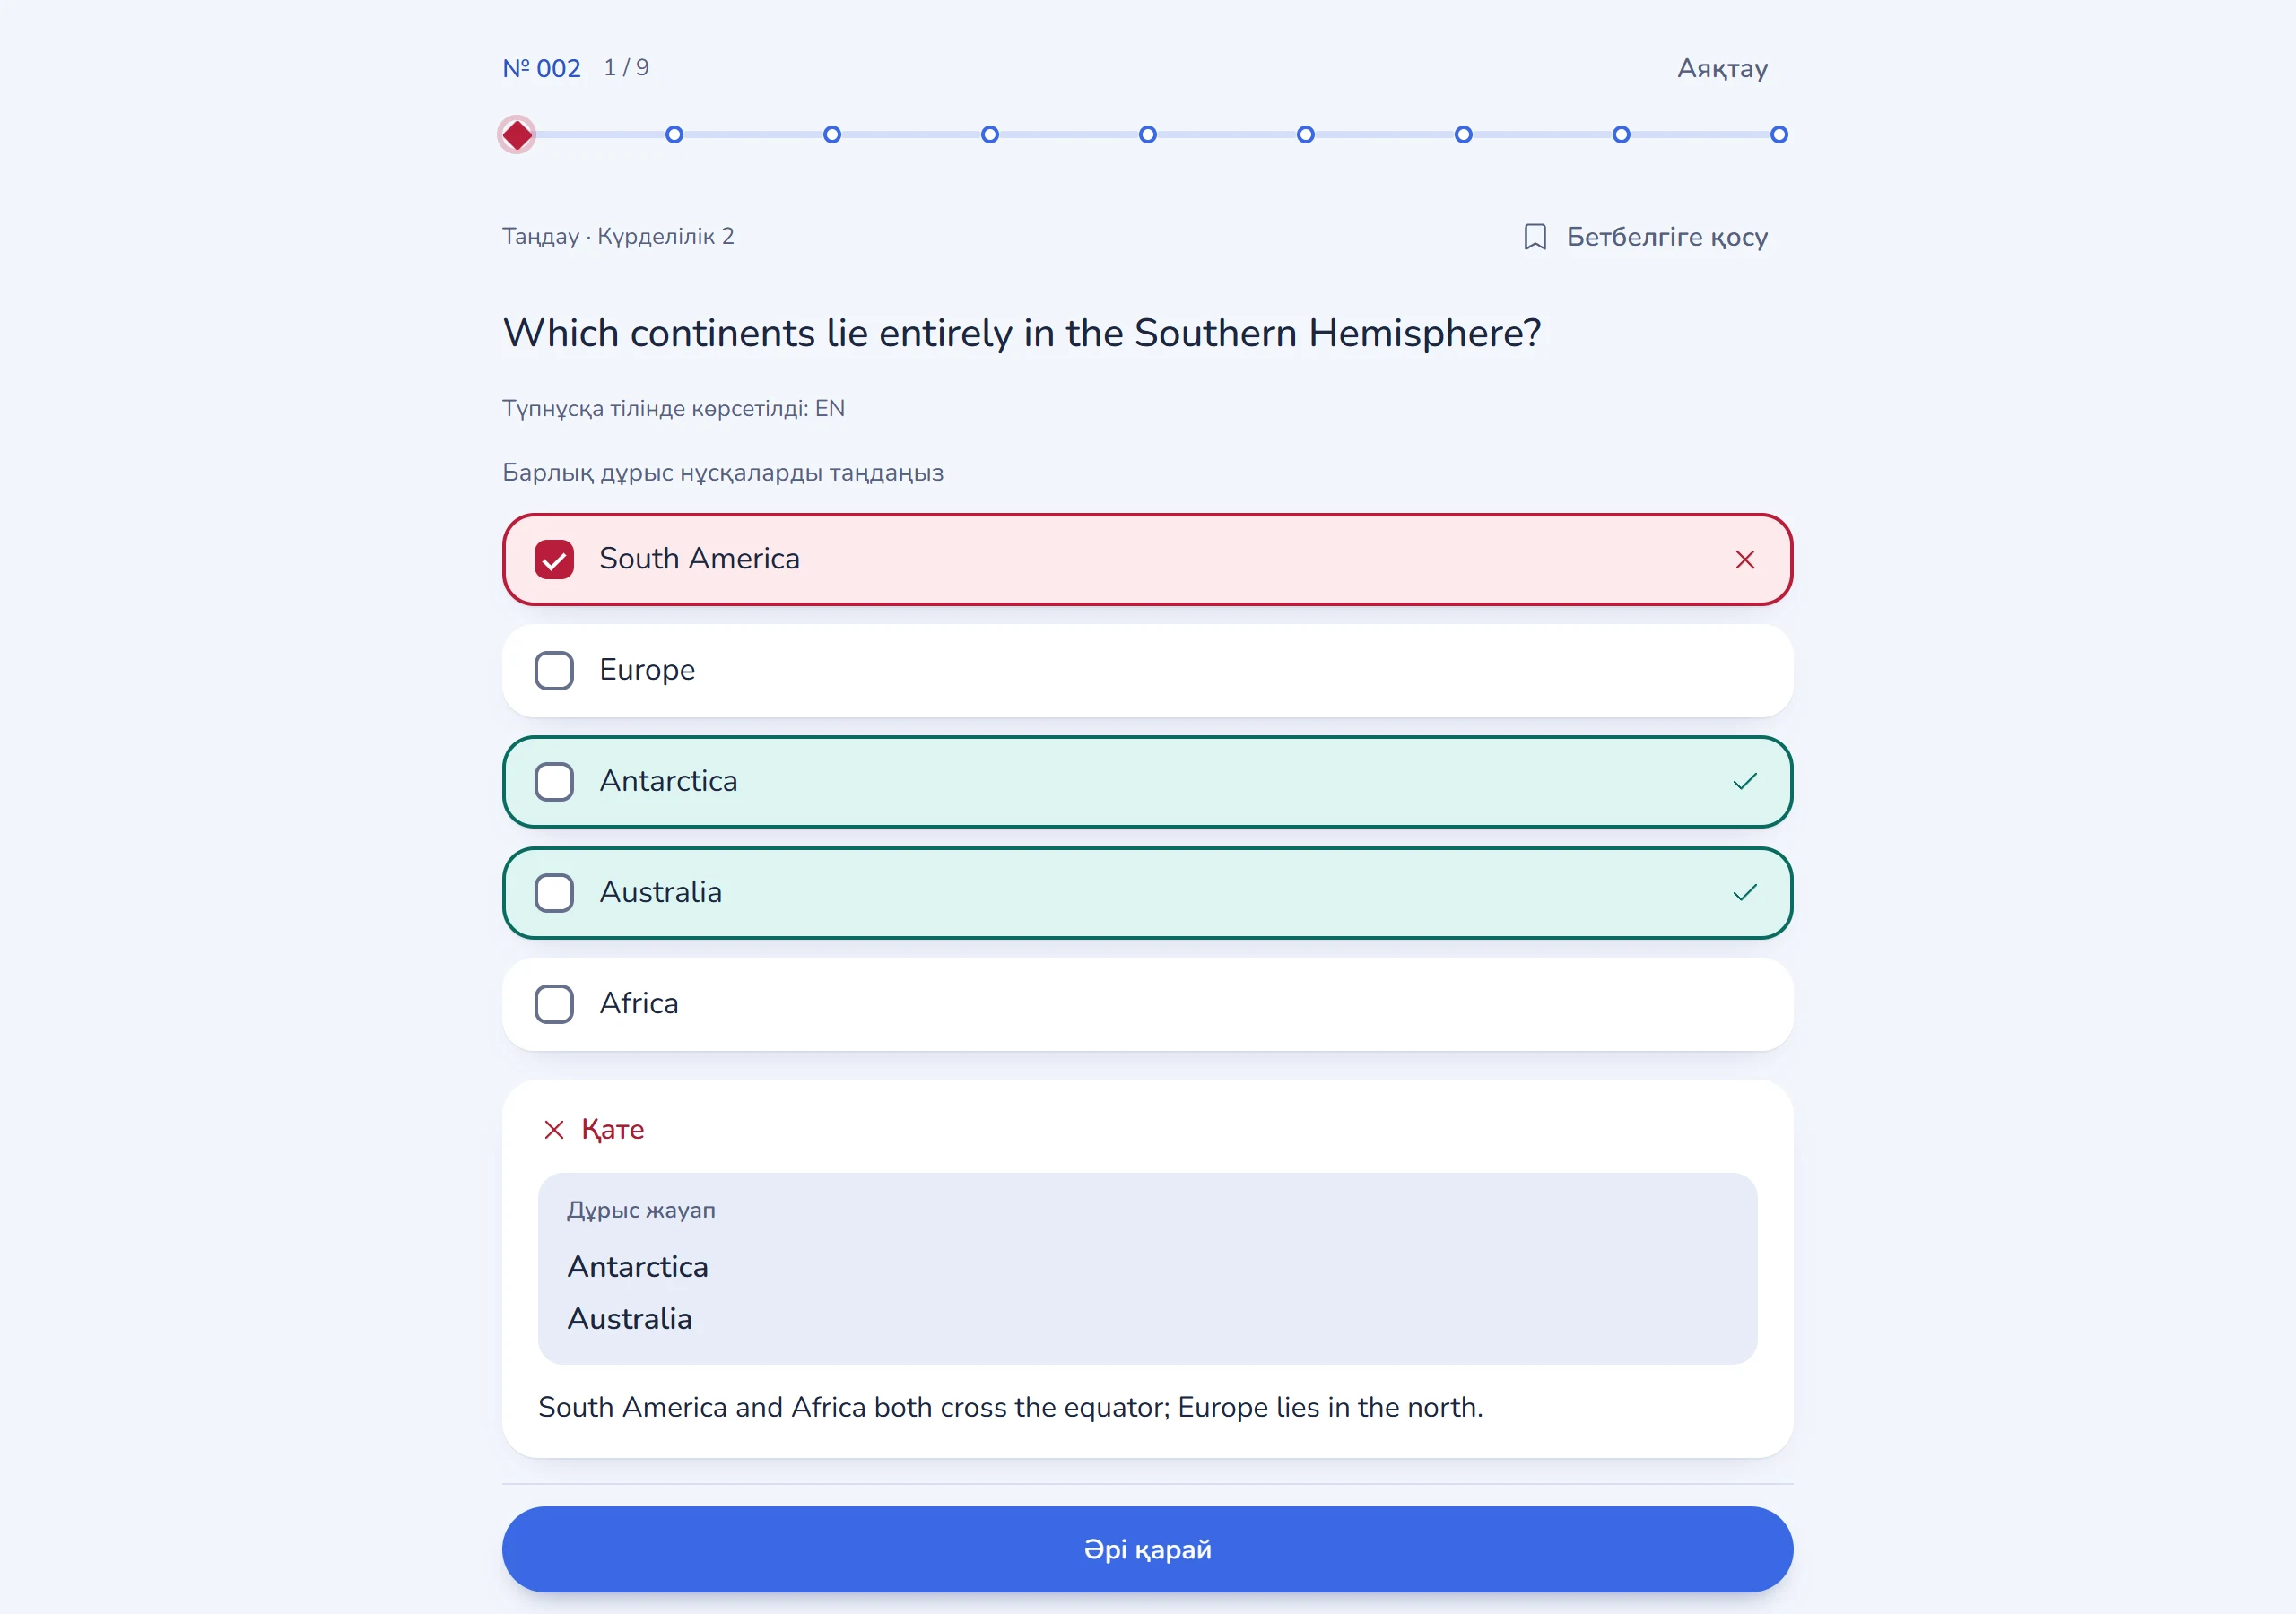 № 002 1 / 9 Аяқтау
Таңдау · Күрделілік 2 Бетбелгіге қосу
Which continents lie entirely in the Southern Hemisphere?
Түпнұсқа тілінде көрсетілді: EN
Барлық дұрыс нұсқаларды таңдаңыз
South America
Europe
Antarctica
Australia
Africa
Қате
Дұрыс жауап
Antarctica
Australia
South America and Africa both cross the equator; Europe lies in the north.
Әрі қарай